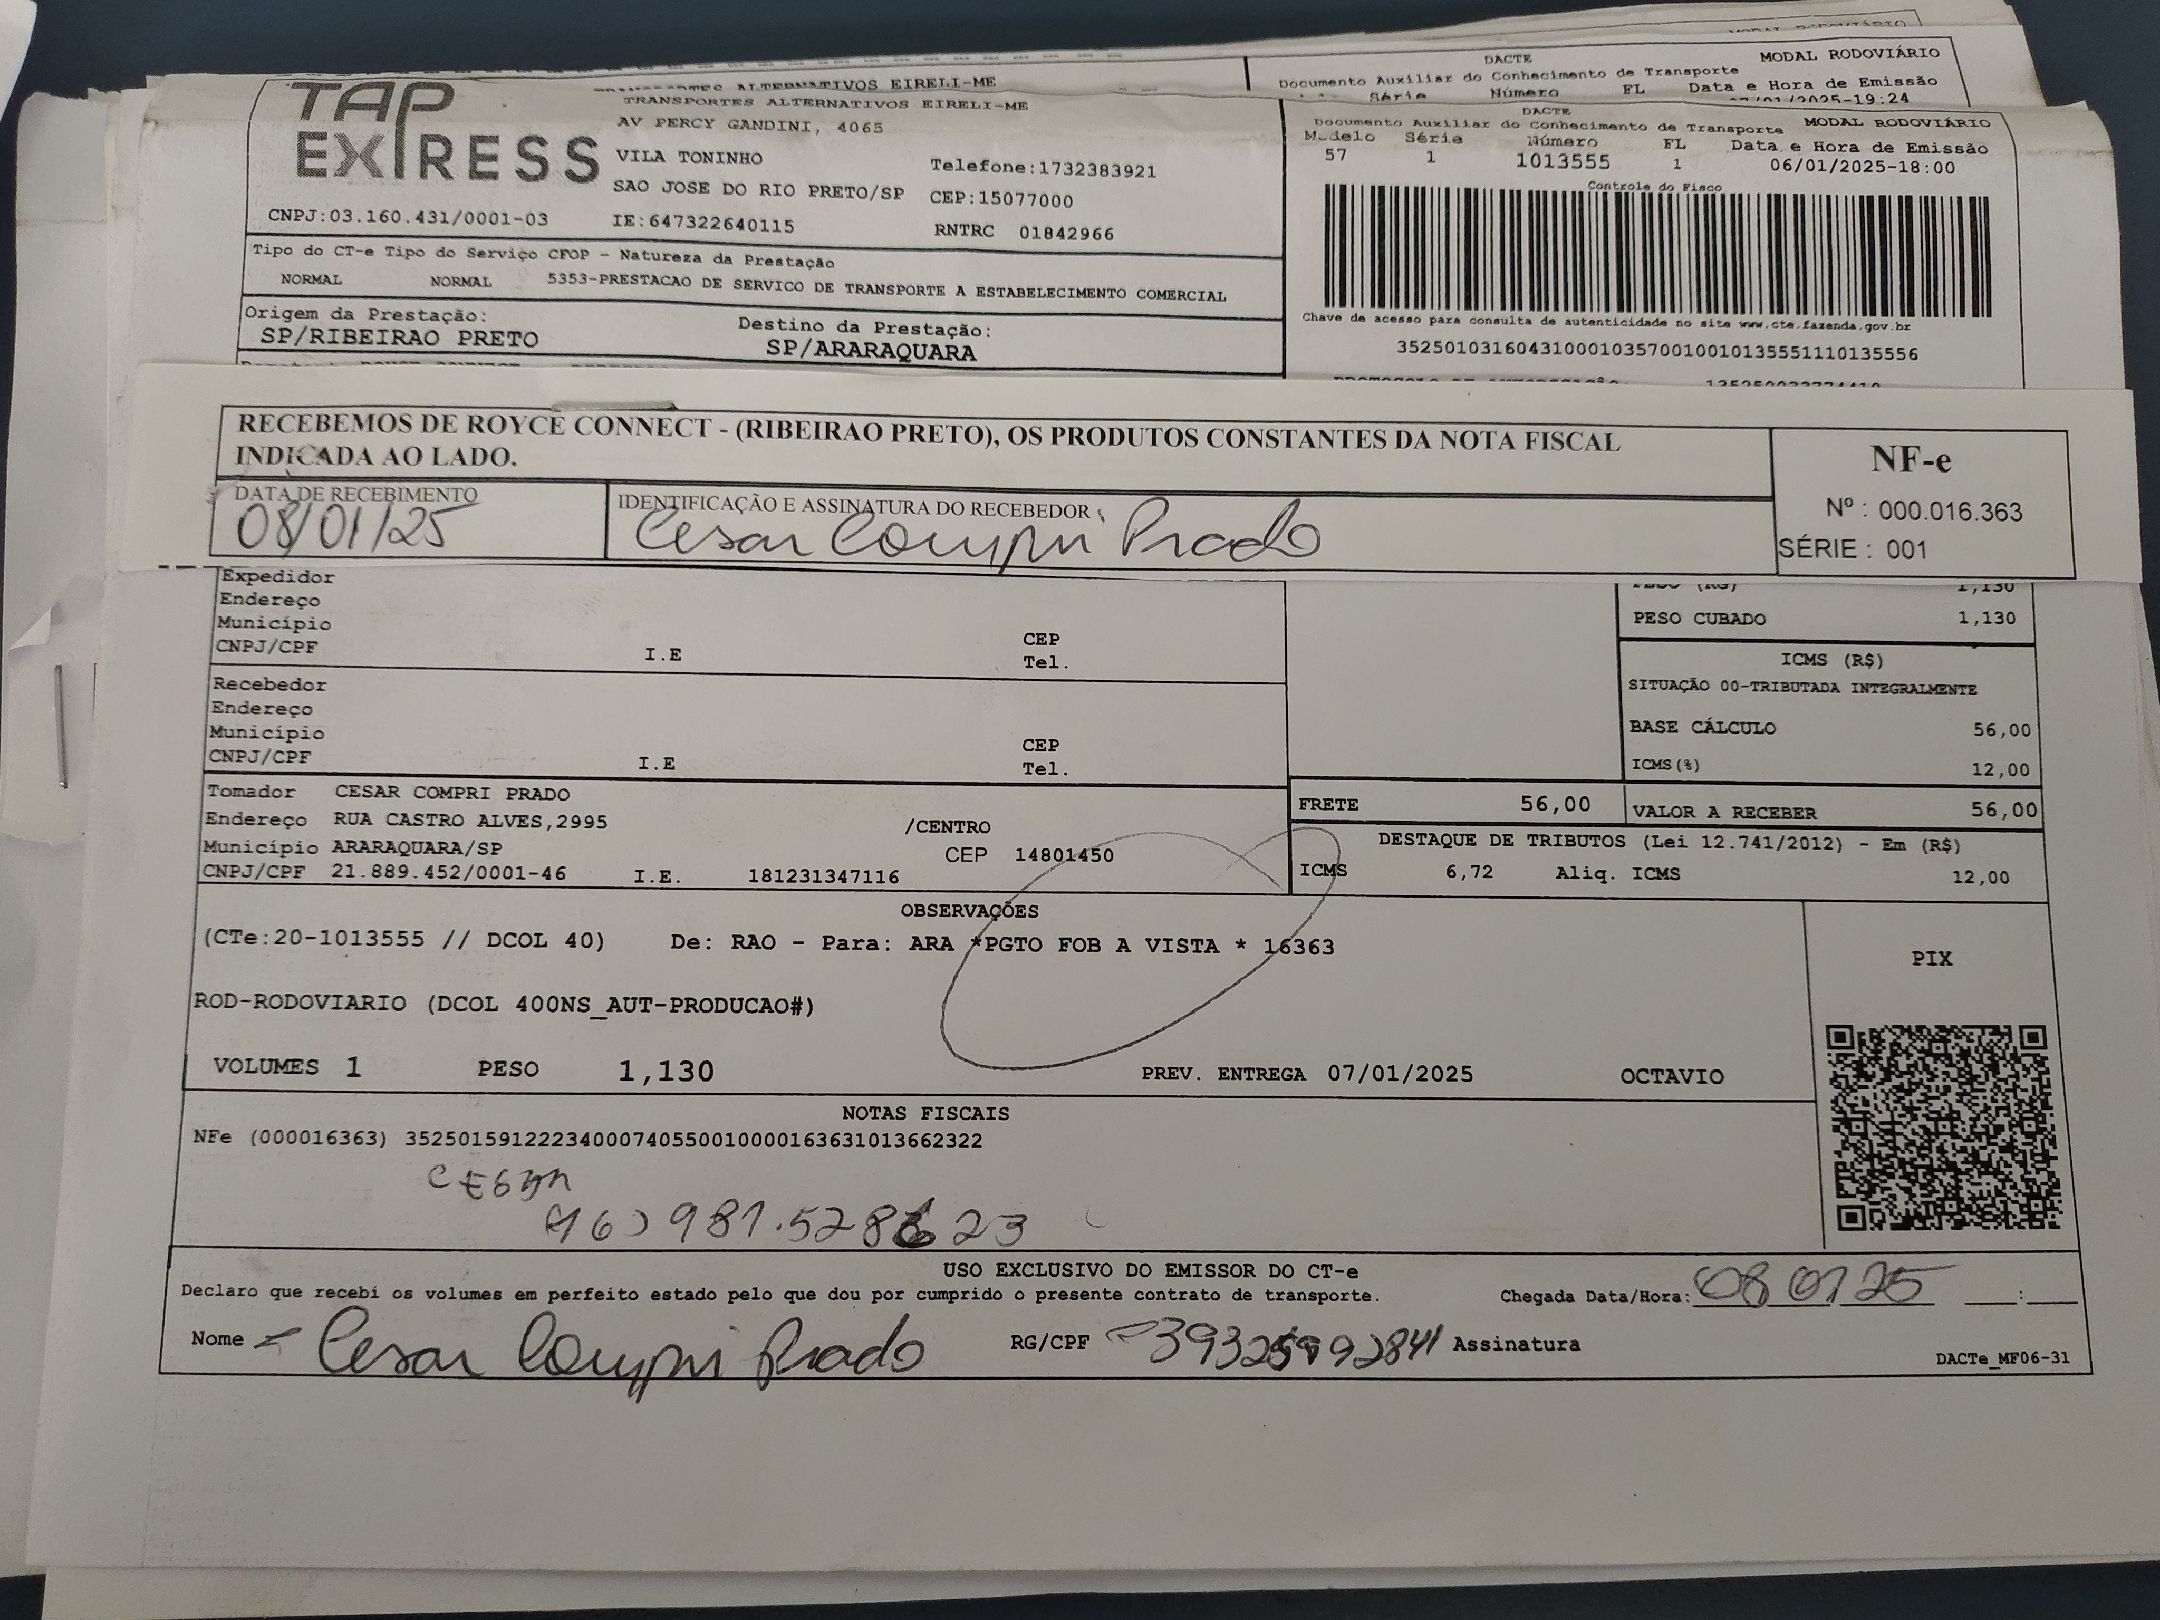 MODAL RODOVIÁRIO
DACTE
Documento Auxiliar do Conhecimento de Transporte
Série Número FL Data e Hora de Emissão
07/01/2025-19:24
TRANSPORTES ALTERNATIVOS EIRELI-ME
TAP EXPRESS
TRANSPORTES ALTERNATIVOS EIRELI-ME
AV PERCY GANDINI, 4065
VILA TONINHO
Telefone:1732383921
SAO JOSE DO RIO PRETO/SP CEP:15077000
CNPJ:03.160.431/0001-03 IE:647322640115 RNTRC 01842966
DACTE
Documento Auxiliar do Conhecimento de Transporte MODAL RODOVIÁRIO
Modelo Série Número FL Data e Hora de Emissão
57 1 1013555 1 06/01/2025-18:00
Controle do Fisco
Chave de acesso para consulta de autenticidade no site www.cte.fazenda.gov.br
35250103160431000103570010010135551110135556
Tipo do CT-e Tipo do Serviço CFOP - Natureza da Prestação
NORMAL NORMAL 5353-PRESTACAO DE SERVICO DE TRANSPORTE A ESTABELECIMENTO COMERCIAL
Origem da Prestação: Destino da Prestação:
SP/RIBEIRAO PRETO SP/ARARAQUARA
RECEBEMOS DE ROYCE CONNECT - (RIBEIRAO PRETO), OS PRODUTOS CONSTANTES DA NOTA FISCAL
INDICADA AO LADO.
NF-e
Nº : 000.016.363
SÉRIE : 001
DATA DE RECEBIMENTO IDENTIFICAÇÃO E ASSINATURA DO RECEBEDOR
08/01/25 Cesar Compri Prado
Expedidor
Endereço
Município CEP
CNPJ/CPF I.E Tel.
Recebedor
Endereço
Município CEP
CNPJ/CPF I.E Tel.
PESO (KG) 1,130
PESO CUBADO 1,130
ICMS (R$)
SITUAÇÃO 00-TRIBUTADA INTEGRALMENTE
BASE CÁLCULO 56,00
ICMS(%) 12,00
Tomador CESAR COMPRI PRADO
Endereço RUA CASTRO ALVES,2995 /CENTRO
Município ARARAQUARA/SP CEP 14801450
CNPJ/CPF 21.889.452/0001-46 I.E. 181231347116
FRETE 56,00 VALOR A RECEBER 56,00
DESTAQUE DE TRIBUTOS (Lei 12.741/2012) - Em (R$)
ICMS 6,72 Aliq. ICMS 12,00
OBSERVAÇÕES
(CTe:20-1013555 // DCOL 40) De: RAO - Para: ARA *PGTO FOB A VISTA * 16363
PIX
ROD-RODOVIARIO (DCOL 400NS_AUT-PRODUCAO#)
VOLUMES 1 PESO 1,130 PREV. ENTREGA 07/01/2025 OCTAVIO
NOTAS FISCAIS
NFe (000016363) 35250159122234000740550010000163631013662322
(16) 981.528623
USO EXCLUSIVO DO EMISSOR DO CT-e
Declaro que recebi os volumes em perfeito estado pelo que dou por cumprido o presente contrato de transporte. Chegada Data/Hora: 08 01 25 :
Nome Cesar Compri Prado RG/CPF Assinatura
DACTe_MF06-31